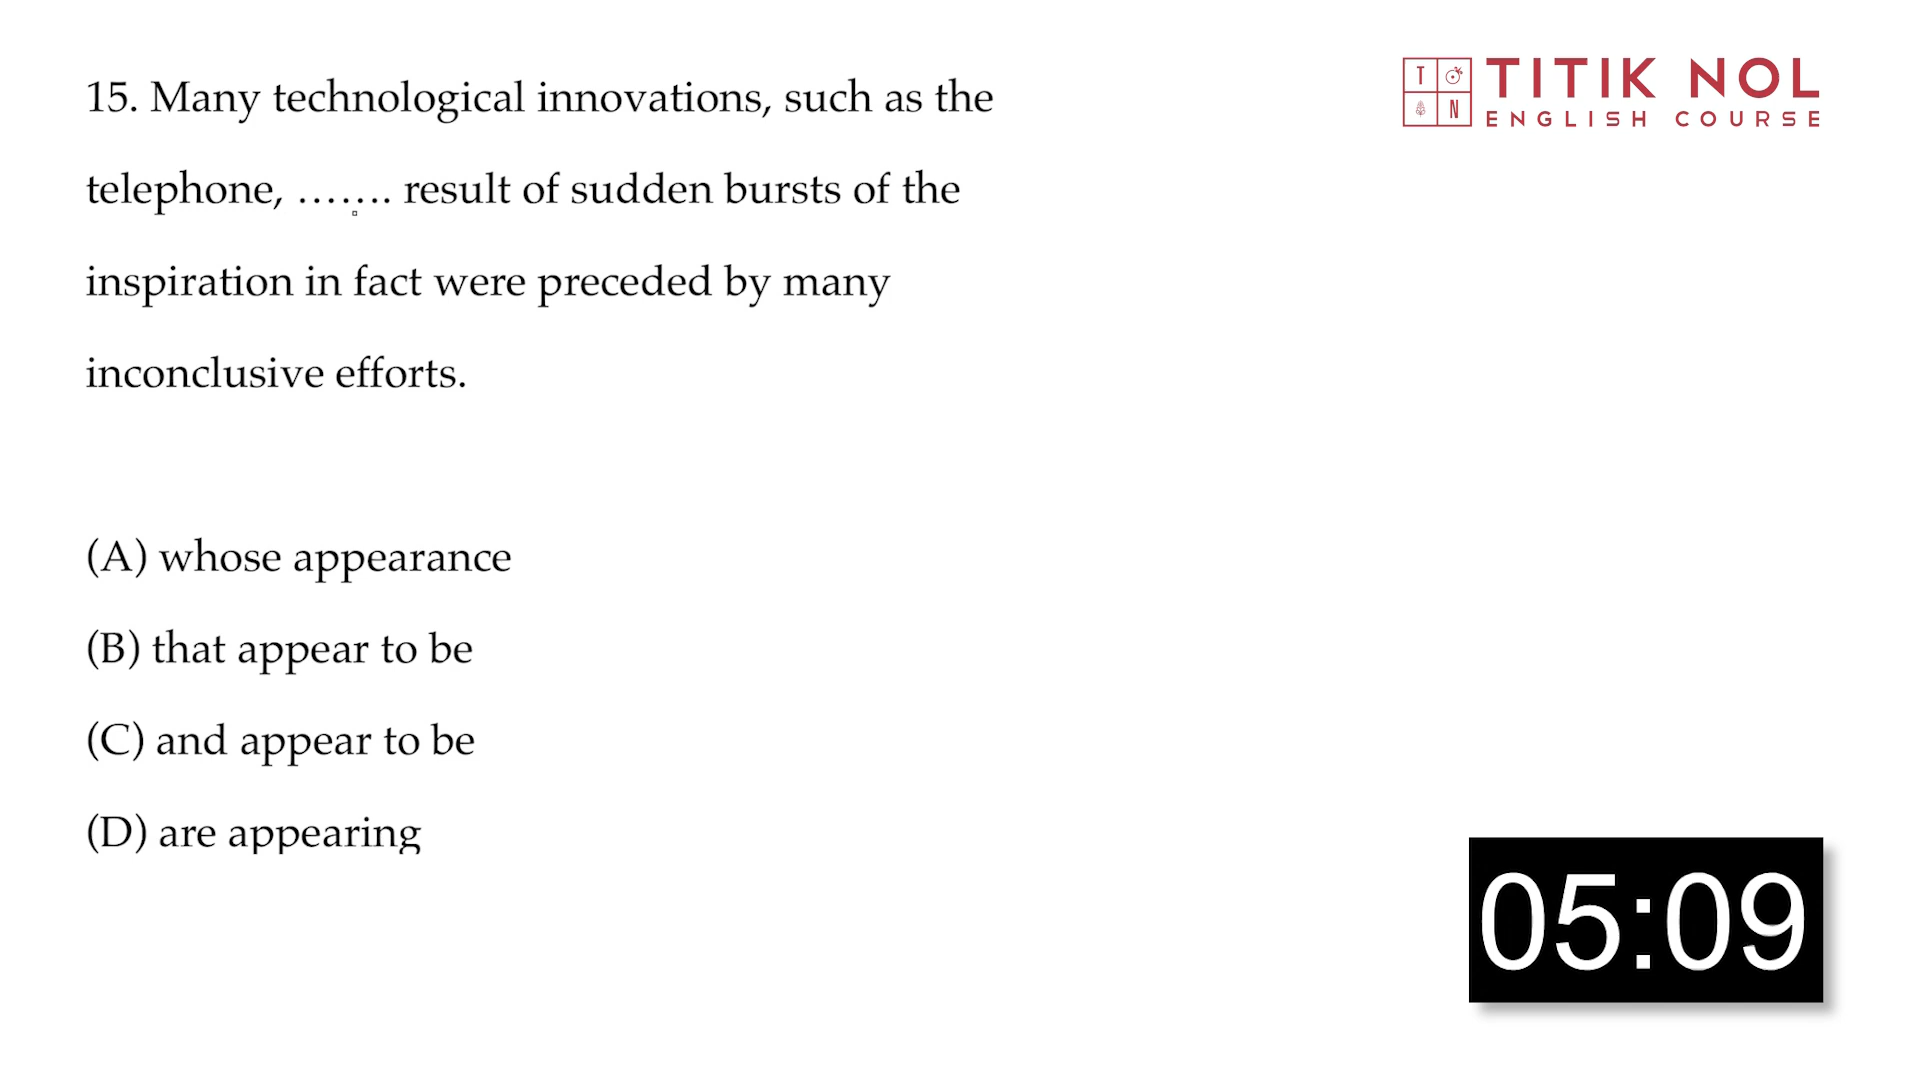 15. Many technological innovations, such as the
telephone, ……. result of sudden bursts of the
inspiration in fact were preceded by many
inconclusive efforts.
(A) whose appearance
(B) that appear to be
(C) and appear to be
(D) are appearing
T N
TITIK NOL
ENGLISH COURSE
05:09